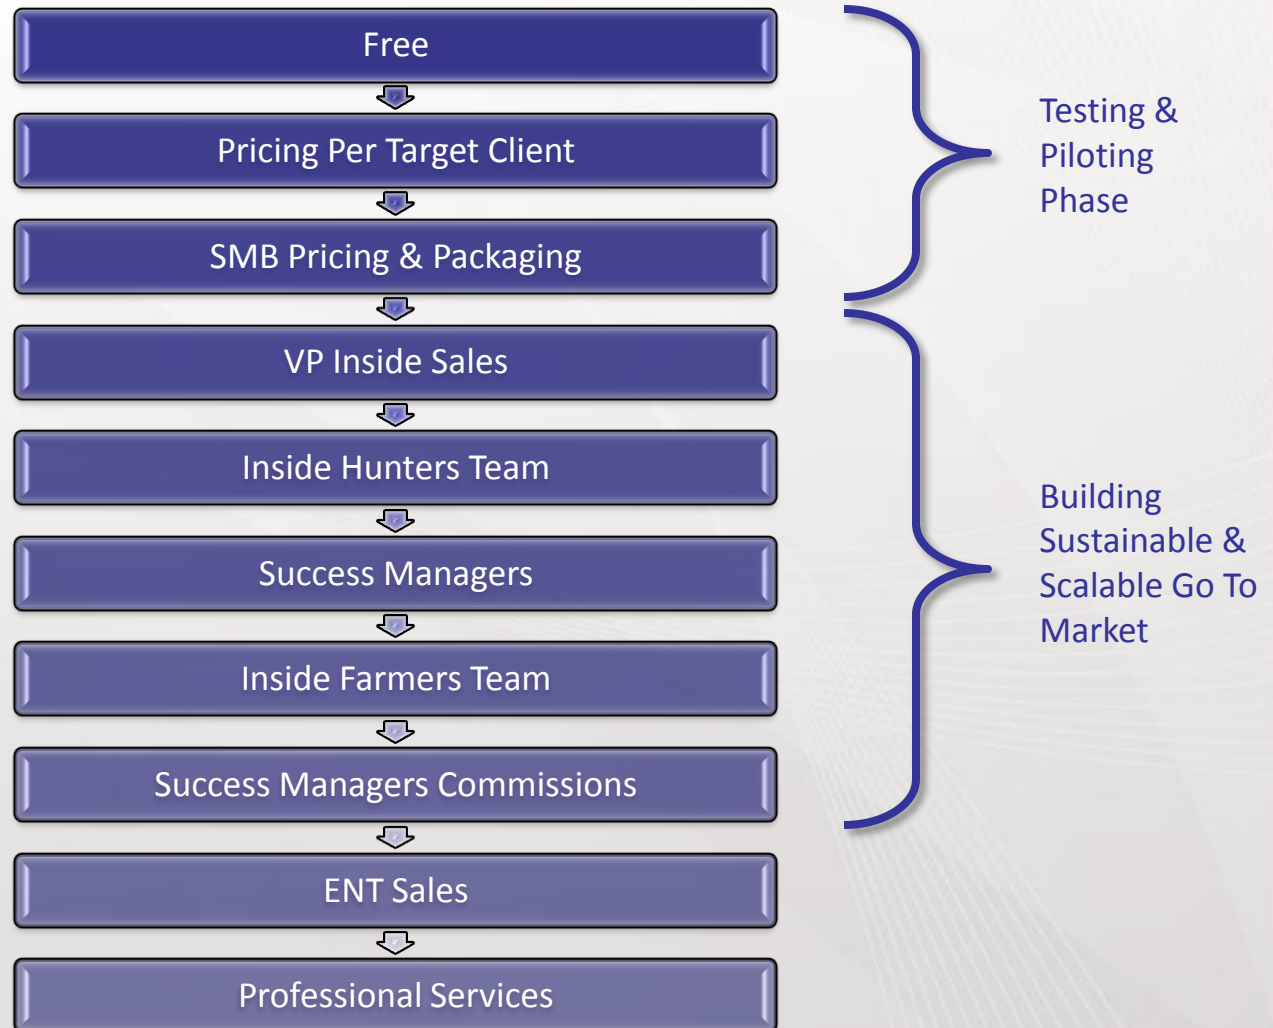 Free
Pricing Per Target Client
SMB Pricing & Packaging
VP Inside Sales
Inside Hunters Team
Success Managers
Inside Farmers Team
Success Managers Commissions
ENT Sales
Professional Services
Testing &
Piloting
Phase
Building
Sustainable &
Scalable Go To
Market